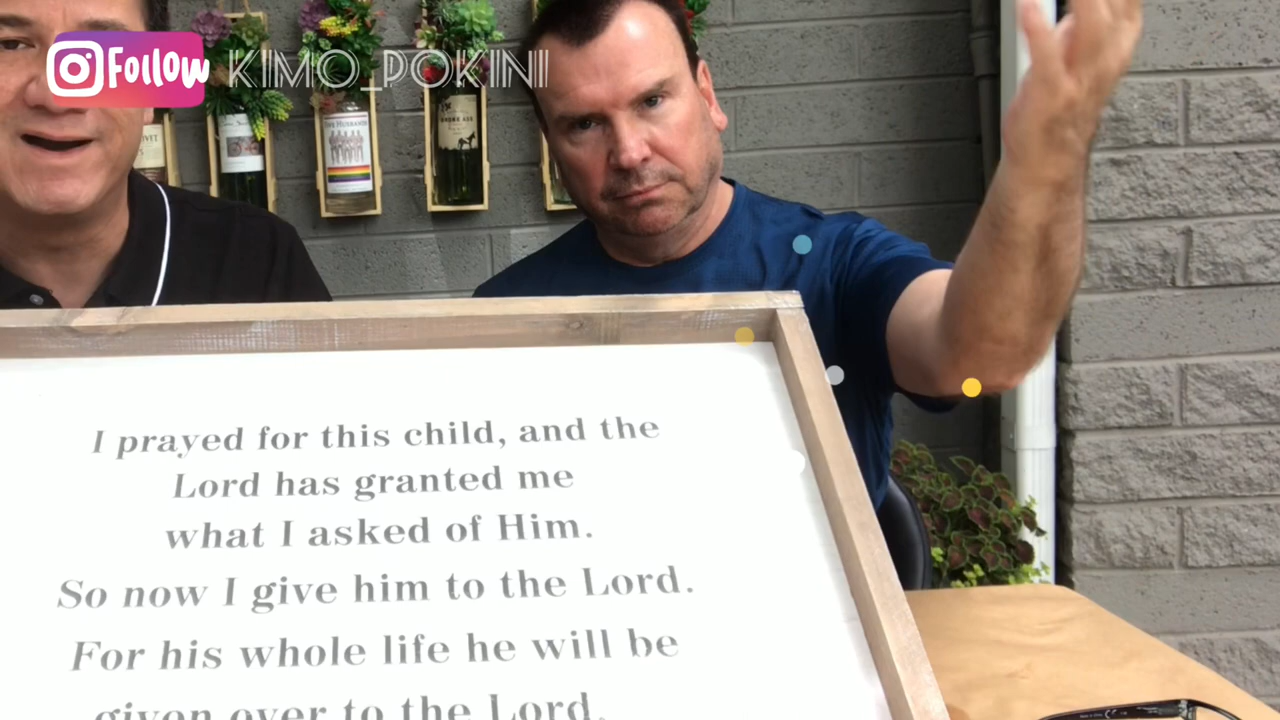 Follow KIMO_POKINI
I prayed for this child, and the
Lord has granted me
what I asked of Him.
So now I give him to the Lord.
For his whole life he will be
given over to the Lord.